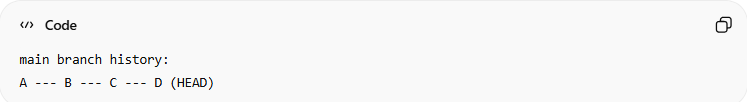 Code
main branch history:
A --- B --- C --- D (HEAD)